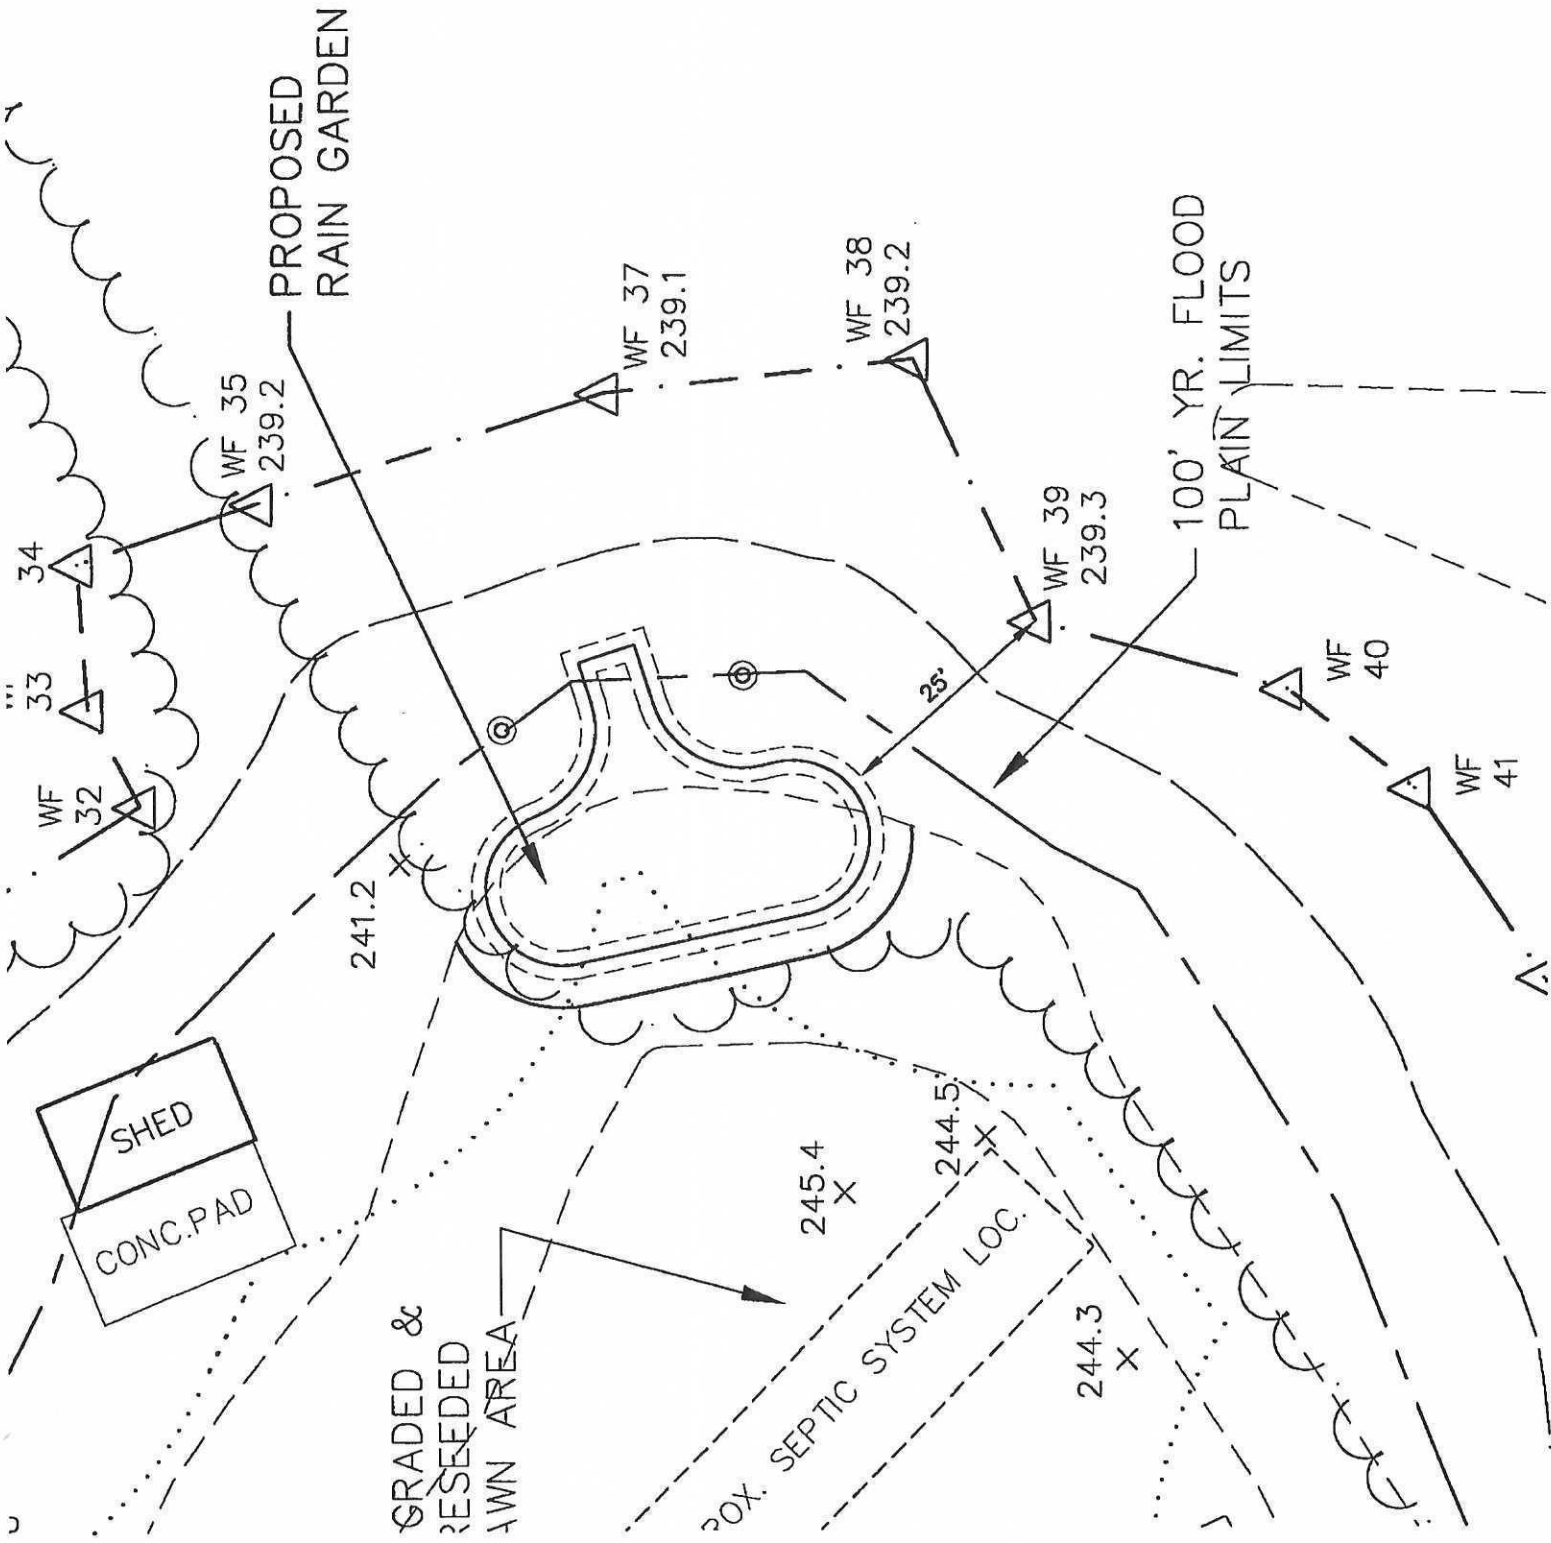 PROPOSED
RAIN GARDEN
34
33
WF
32
WF 35
239.2
WF 37
239.1
WF 38
239.2
WF 39
239.3
WF
40
WF
41
25'
100' YR. FLOOD
PLAIN LIMITS
241.2
SHED
CONC.PAD
GRADED &
RESEEDED
AWN AREA
245.4
244.5
244.3
OX. SEPTIC SYSTEM LOC.